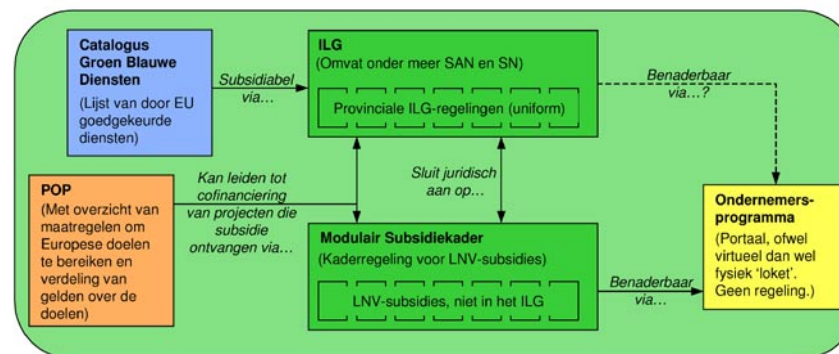 Catalogus
Groen Blauwe
Diensten
(Lijst van door EU
goedgekeurde
diensten)
Subsidiabel
via…
ILG
(Omvat onder meer SAN en SN)
Provinciale ILG-regelingen (uniform)
Benaderbaar
via…?
POP
(Met overzicht van
maatregelen om
Europese doelen
te bereiken en
verdeling van
gelden over de
doelen)
Kan leiden tot
cofinanciering
van projecten die
subsidie
ontvangen via…
Sluit juridisch
aan op…
Modulair Subsidiekader
(Kaderregeling voor LNV-subsidies)
LNV-subsidies, niet in het ILG
Benaderbaar
via…
Ondernemers-
programma
(Portaal, ofwel
virtueel dan wel
fysiek ‘loket’.
Geen regeling.)